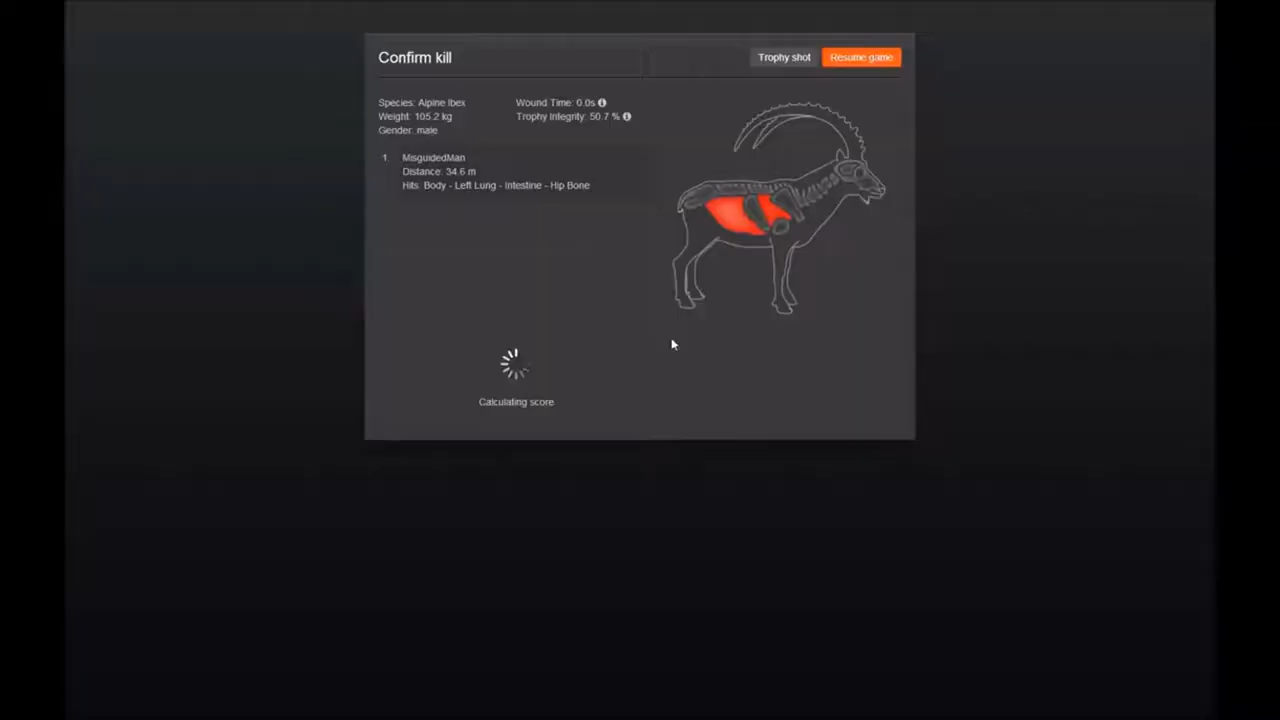 Confirm kill
Trophy shot
Resume game
Species: Alpine Ibex
Weight: 105.2 kg
Gender: male
Wound Time: 0.0s
Trophy Integrity: 50.7 %
1. MisguidedMan
Distance: 34.6 m
Hits: Body - Left Lung - Intestine - Hip Bone
Calculating score